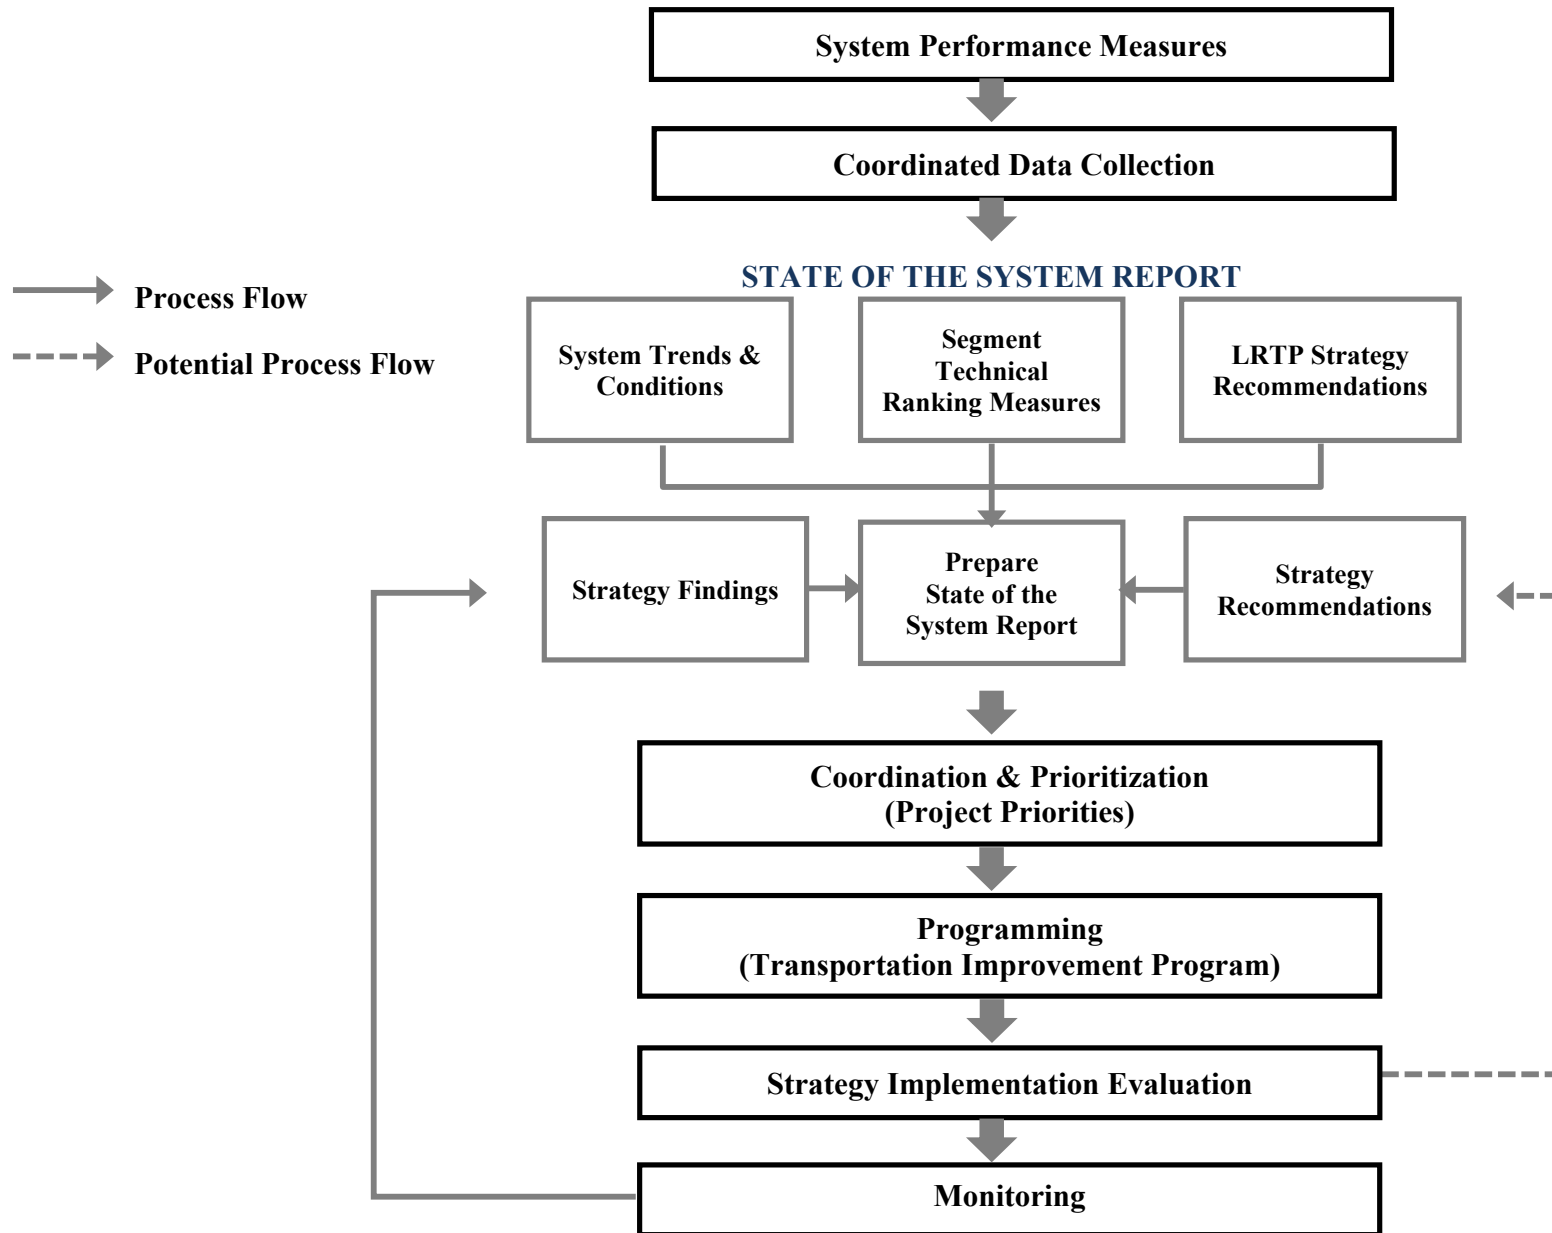 System Performance Measures
Coordinated Data Collection
STATE OF THE SYSTEM REPORT
Process Flow
Potential Process Flow
System Trends &
Conditions
Segment
Technical
Ranking Measures
LRTP Strategy
Recommendations
Strategy Findings
Prepare
State of the
System Report
Strategy
Recommendations
Coordination & Prioritization
(Project Priorities)
Programming
(Transportation Improvement Program)
Strategy Implementation Evaluation
Monitoring